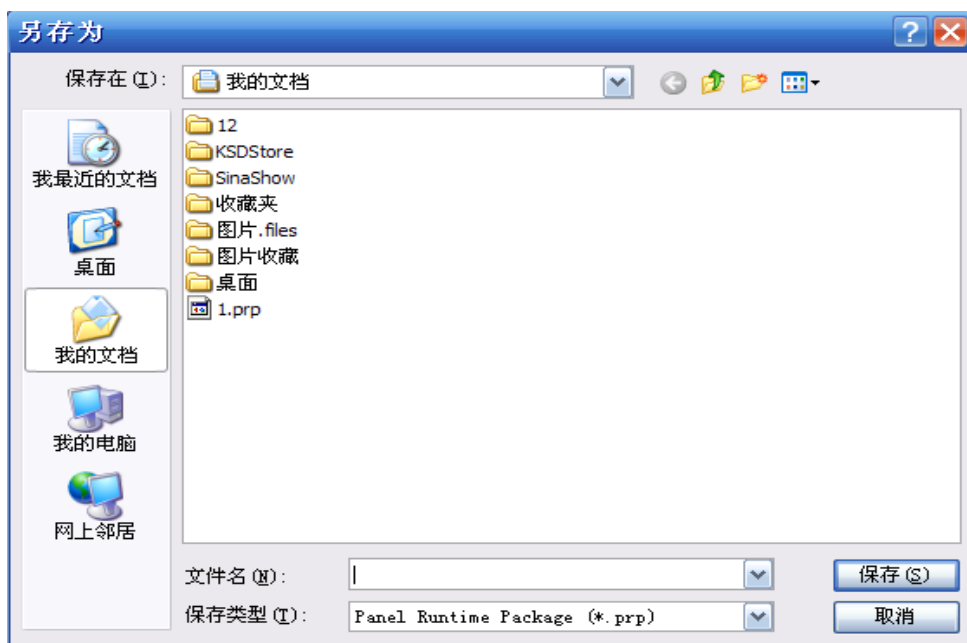 另存为
保存在(I):
我的文档
我最近的文档
桌面
我的文档
我的电脑
网上邻居
12
KSDStore
SinaShow
收藏夹
图片.files
图片收藏
桌面
1.prp
文件名(N):
保存(S)
保存类型(T):
Panel Runtime Package (*.prp)
取消